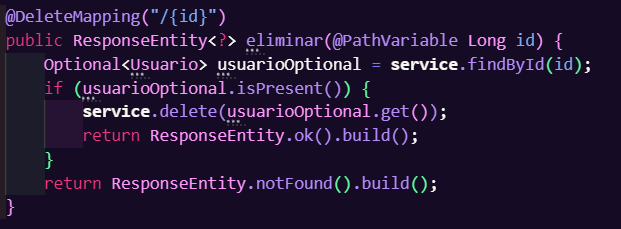 @DeleteMapping("/{id}")
public ResponseEntity<?> eliminar(@PathVariable Long id) {
    Optional<Usuario> usuarioOptional = service.findById(id);
    if (usuarioOptional.isPresent()) {
        service.delete(usuarioOptional.get());
        return ResponseEntity.ok().build();
    }
    return ResponseEntity.notFound().build();
}